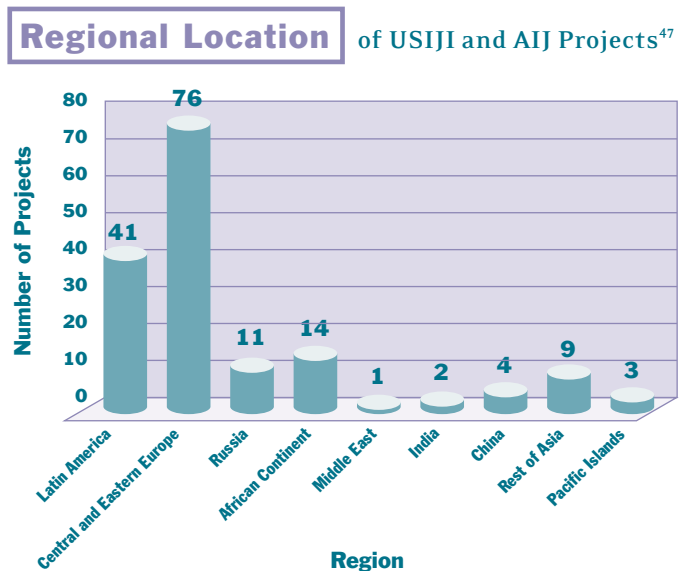 Regional Location of USIJI and AIJ Projects47
Number of Projects
80
70
60
50
40
30
20
10
0
41
76
11
14
1
2
4
9
3
Latin America
Central and Eastern Europe
Russia
African Continent
Middle East
India
China
Rest of Asia
Pacific Islands
Region